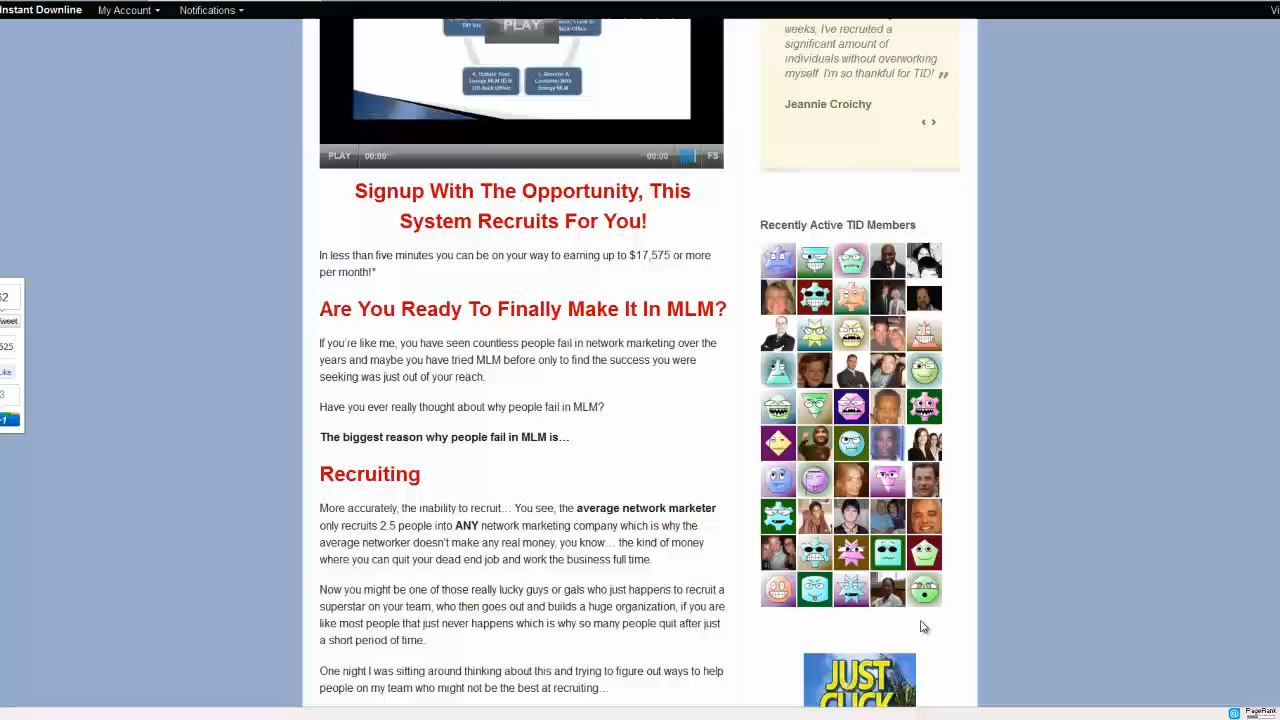 Instant Downline My Account Notifications
PLAY
4. Update Your
Energy MLM ID In
TID Back Office
3. Become A
Customer With
Energy MLM
PLAY 00:00 00:00 FS
Signup With The Opportunity, This
System Recruits For You!
In less than five minutes you can be on your way to earning up to $17,575 or more
per month!*
Are You Ready To Finally Make It In MLM?
If you're like me, you have seen countless people fail in network marketing over the
years and maybe you have tried MLM before only to find the success you were
seeking was just out of your reach.
Have you ever really thought about why people fail in MLM?
The biggest reason why people fail in MLM is…
Recruiting
More accurately, the inability to recruit… You see, the average network marketer
only recruits 2.5 people into ANY network marketing company which is why the
average networker doesn't make any real money, you know… the kind of money
where you can quit your dead end job and work the business full time.
Now you might be one of those really lucky guys or gals who just happens to recruit a
superstar on your team, who then goes out and builds a huge organization, if you are
like most people that just never happens which is why so many people quit after just
a short period of time.
One night I was sitting around thinking about this and trying to figure out ways to help
people on my team who might not be the best at recruiting…
weeks, I've recruited a
significant amount of
individuals without overworking
myself. I'm so thankful for TID! ”
Jeannie Croichy
Recently Active TID Members
JUST
CLICK
PageRank